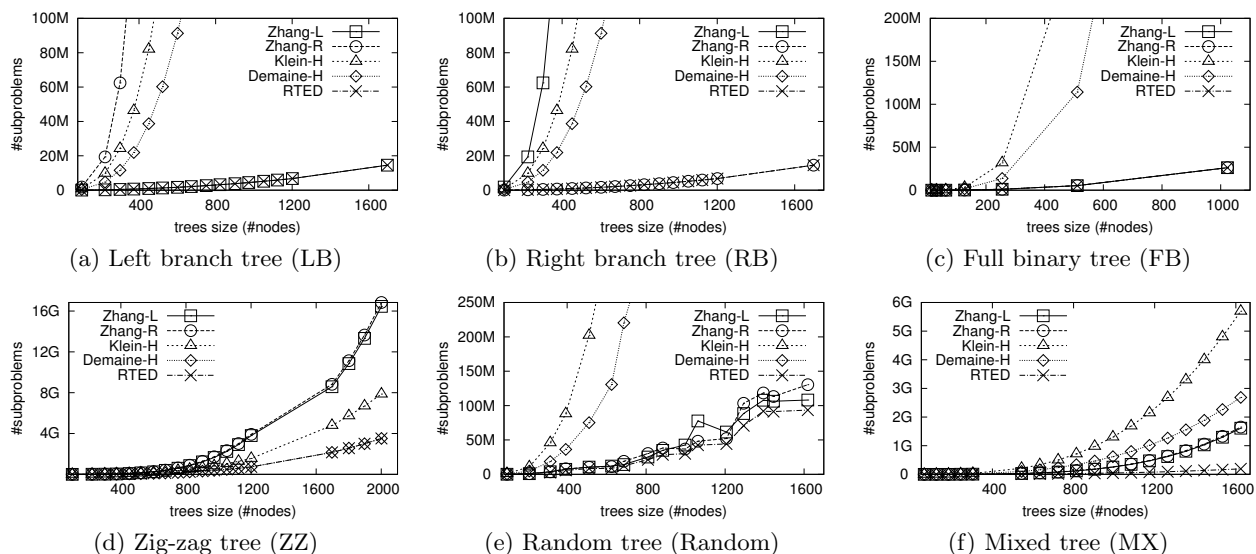 100M
80M
60M
40M
20M
0
#subproblems
Zhang-L
Zhang-R
Klein-H
Demaine-H
RTED
400 800 1200 1600
trees size (#nodes)
(a) Left branch tree (LB)
100M
80M
60M
40M
20M
0
#subproblems
Zhang-L
Zhang-R
Klein-H
Demaine-H
RTED
400 800 1200 1600
trees size (#nodes)
(b) Right branch tree (RB)
200M
150M
100M
50M
0
#subproblems
Zhang-L
Zhang-R
Klein-H
Demaine-H
RTED
200 400 600 800 1000
trees size (#nodes)
(c) Full binary tree (FB)
16G
12G
8G
4G
#subproblems
Zhang-L
Zhang-R
Klein-H
Demaine-H
RTED
400 800 1200 1600 2000
trees size (#nodes)
(d) Zig-zag tree (ZZ)
250M
200M
150M
100M
50M
0
#subproblems
Zhang-L
Zhang-R
Klein-H
Demaine-H
RTED
400 800 1200 1600
trees size (#nodes)
(e) Random tree (Random)
6G
5G
4G
3G
2G
1G
0
#subproblems
Zhang-L
Zhang-R
Klein-H
Demaine-H
RTED
400 800 1200 1600
trees size (#nodes)
(f) Mixed tree (MX)